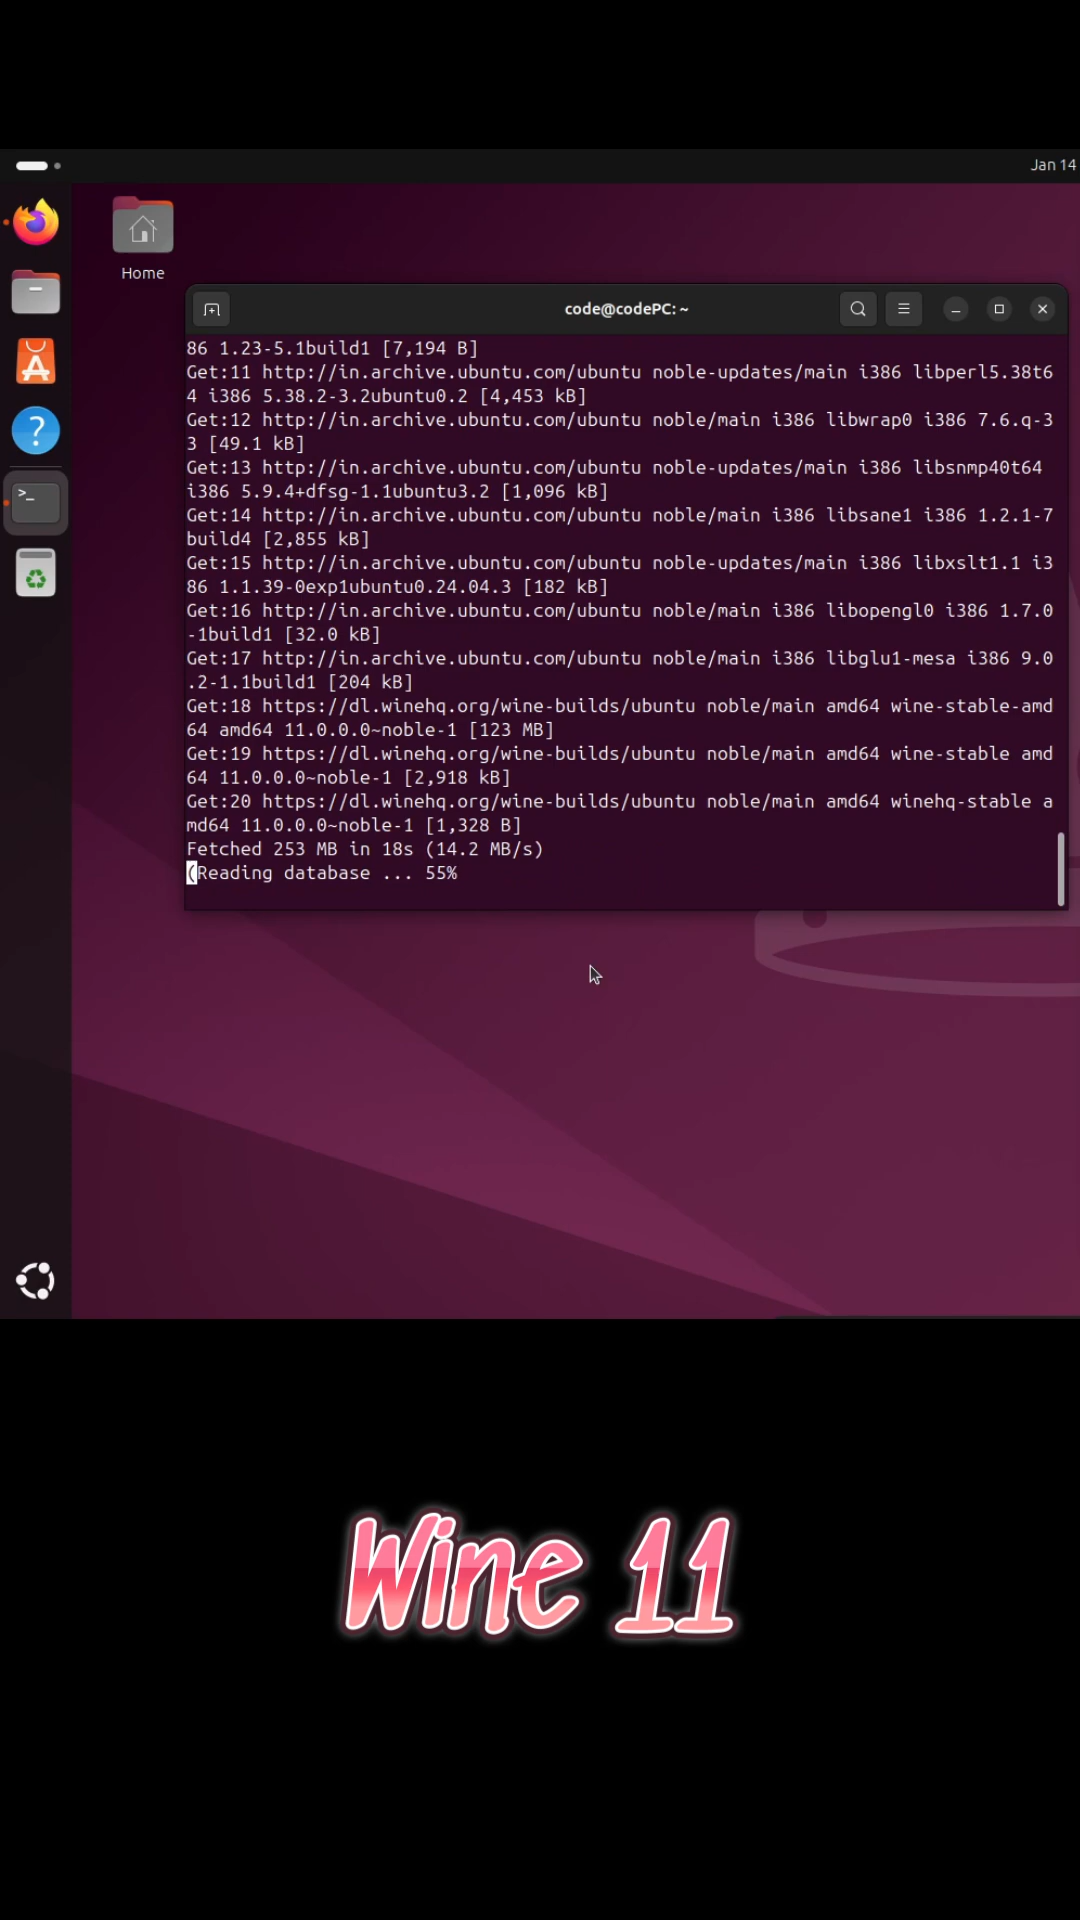 Jan 14
Home
code@codePC: ~
86 1.23-5.1build1 [7,194 B]
Get:11 http://in.archive.ubuntu.com/ubuntu noble-updates/main i386 libperl5.38t6
4 i386 5.38.2-3.2ubuntu0.2 [4,453 kB]
Get:12 http://in.archive.ubuntu.com/ubuntu noble/main i386 libwrap0 i386 7.6.q-3
3 [49.1 kB]
Get:13 http://in.archive.ubuntu.com/ubuntu noble-updates/main i386 libsnmp40t64
i386 5.9.4+dfsg-1.1ubuntu3.2 [1,096 kB]
Get:14 http://in.archive.ubuntu.com/ubuntu noble/main i386 libsane1 i386 1.2.1-7
build4 [2,855 kB]
Get:15 http://in.archive.ubuntu.com/ubuntu noble-updates/main i386 libxslt1.1 i3
86 1.1.39-0exp1ubuntu0.24.04.3 [182 kB]
Get:16 http://in.archive.ubuntu.com/ubuntu noble/main i386 libopengl0 i386 1.7.0
-1build1 [32.0 kB]
Get:17 http://in.archive.ubuntu.com/ubuntu noble/main i386 libglu1-mesa i386 9.0
.2-1.1build1 [204 kB]
Get:18 https://dl.winehq.org/wine-builds/ubuntu noble/main amd64 wine-stable-amd
64 amd64 11.0.0.0~noble-1 [123 MB]
Get:19 https://dl.winehq.org/wine-builds/ubuntu noble/main amd64 wine-stable amd
64 11.0.0.0~noble-1 [2,918 kB]
Get:20 https://dl.winehq.org/wine-builds/ubuntu noble/main amd64 winehq-stable a
md64 11.0.0.0~noble-1 [1,328 B]
Fetched 253 MB in 18s (14.2 MB/s)
(Reading database ... 55%
Wine 11